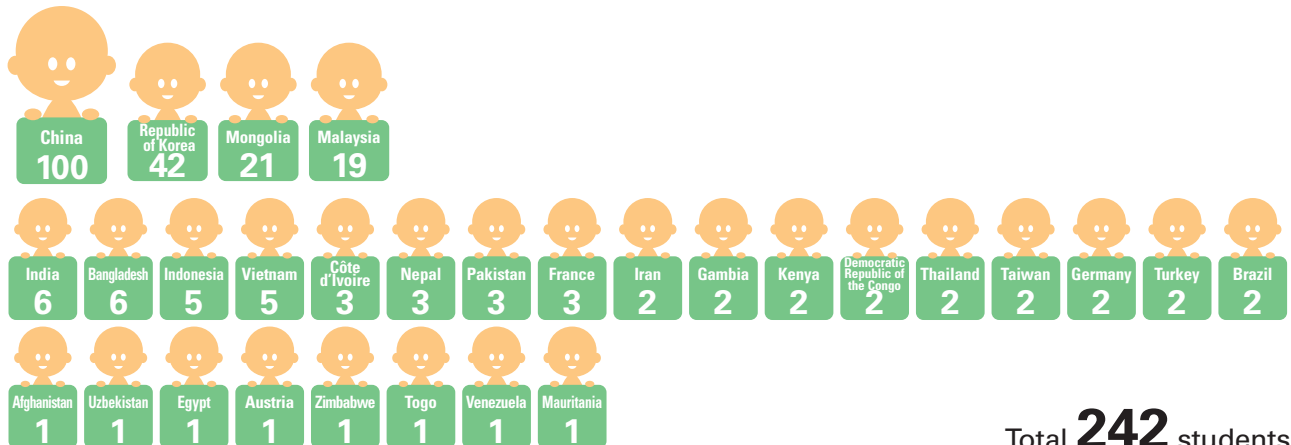 China
100
Republic
of Korea
42
Mongolia
21
Malaysia
19
India
6
Bangladesh
6
Indonesia
5
Vietnam
5
Côte
d'Ivoire
3
Nepal
3
Pakistan
3
France
3
Iran
2
Gambia
2
Kenya
2
Democratic
Republic of
the Congo
2
Thailand
2
Taiwan
2
Germany
2
Turkey
2
Brazil
2
Afghanistan
1
Uzbekistan
1
Egypt
1
Austria
1
Zimbabwe
1
Togo
1
Venezuela
1
Mauritania
1
Total 242 students